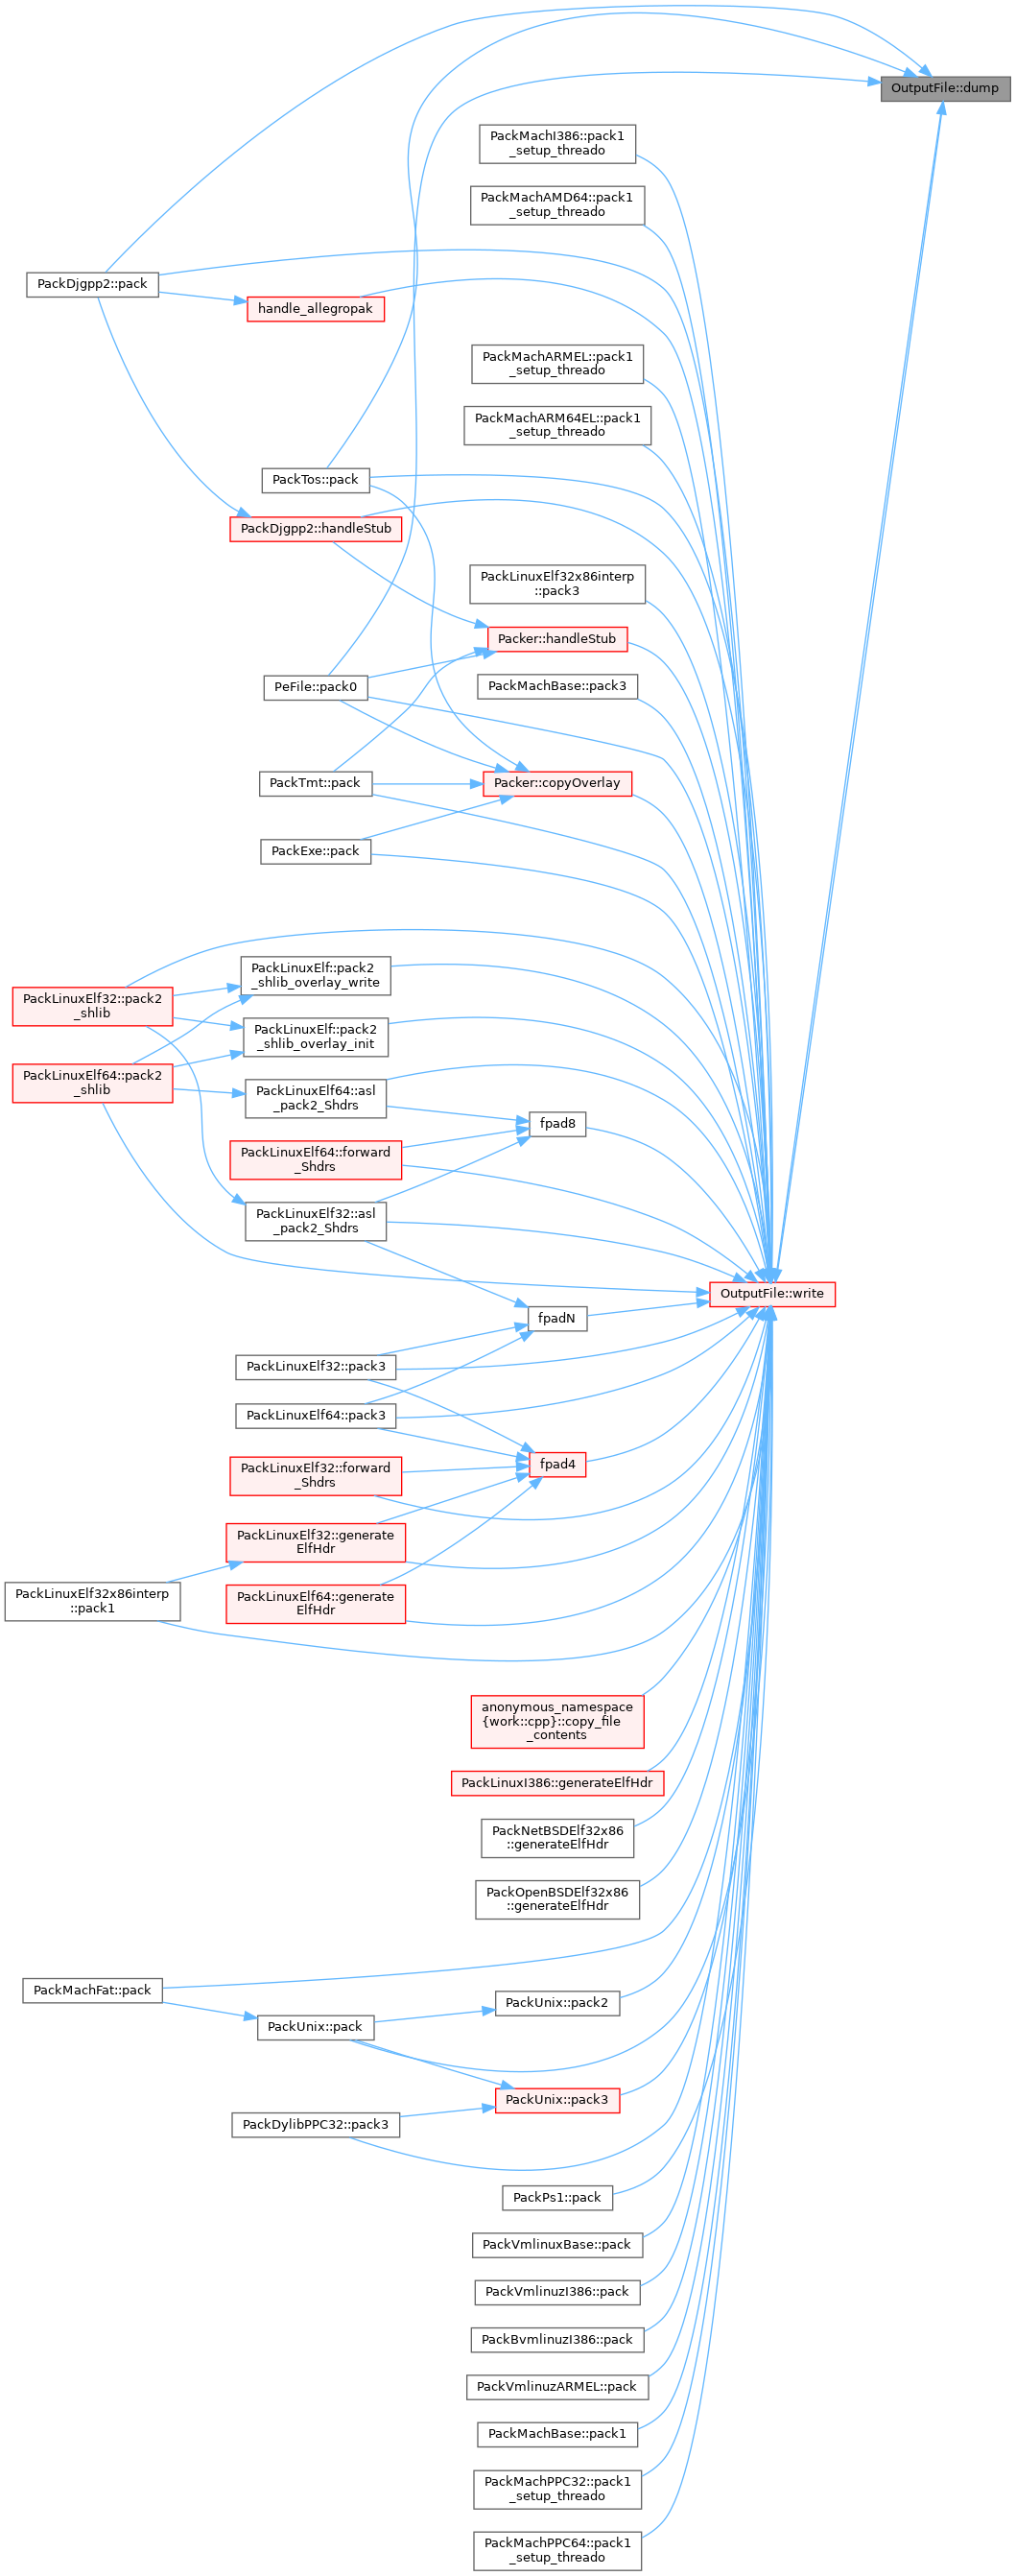 OutputFile::dump
PackMachI386::pack1
_setup_threado
PackMachAMD64::pack1
_setup_threado
PackDjgpp2::pack
handle_allegropak
PackMachARMEL::pack1
_setup_threado
PackMachARM64EL::pack1
_setup_threado
PackTos::pack
PackDjgpp2::handleStub
PackLinuxElf32x86interp
::pack3
Packer::handleStub
PeFile::pack0
PackMachBase::pack3
PackTmt::pack
Packer::copyOverlay
PackExe::pack
PackLinuxElf::pack2
_shlib_overlay_write
PackLinuxElf32::pack2
_shlib
PackLinuxElf::pack2
_shlib_overlay_init
PackLinuxElf64::pack2
_shlib
PackLinuxElf64::asl
_pack2_Shdrs
fpad8
PackLinuxElf64::forward
_Shdrs
PackLinuxElf32::asl
_pack2_Shdrs
OutputFile::write
fpadN
PackLinuxElf32::pack3
PackLinuxElf64::pack3
fpad4
PackLinuxElf32::forward
_Shdrs
PackLinuxElf32::generate
ElfHdr
PackLinuxElf32x86interp
::pack1
PackLinuxElf64::generate
ElfHdr
anonymous_namespace
{work::cpp}::copy_file
_contents
PackLinuxI386::generateElfHdr
PackNetBSDElf32x86
::generateElfHdr
PackOpenBSDElf32x86
::generateElfHdr
PackMachFat::pack
PackUnix::pack2
PackUnix::pack
PackUnix::pack3
PackDylibPPC32::pack3
PackPs1::pack
PackVmlinuxBase::pack
PackVmlinuzI386::pack
PackBvmlinuzI386::pack
PackVmlinuzARMEL::pack
PackMachBase::pack1
PackMachPPC32::pack1
_setup_threado
PackMachPPC64::pack1
_setup_threado